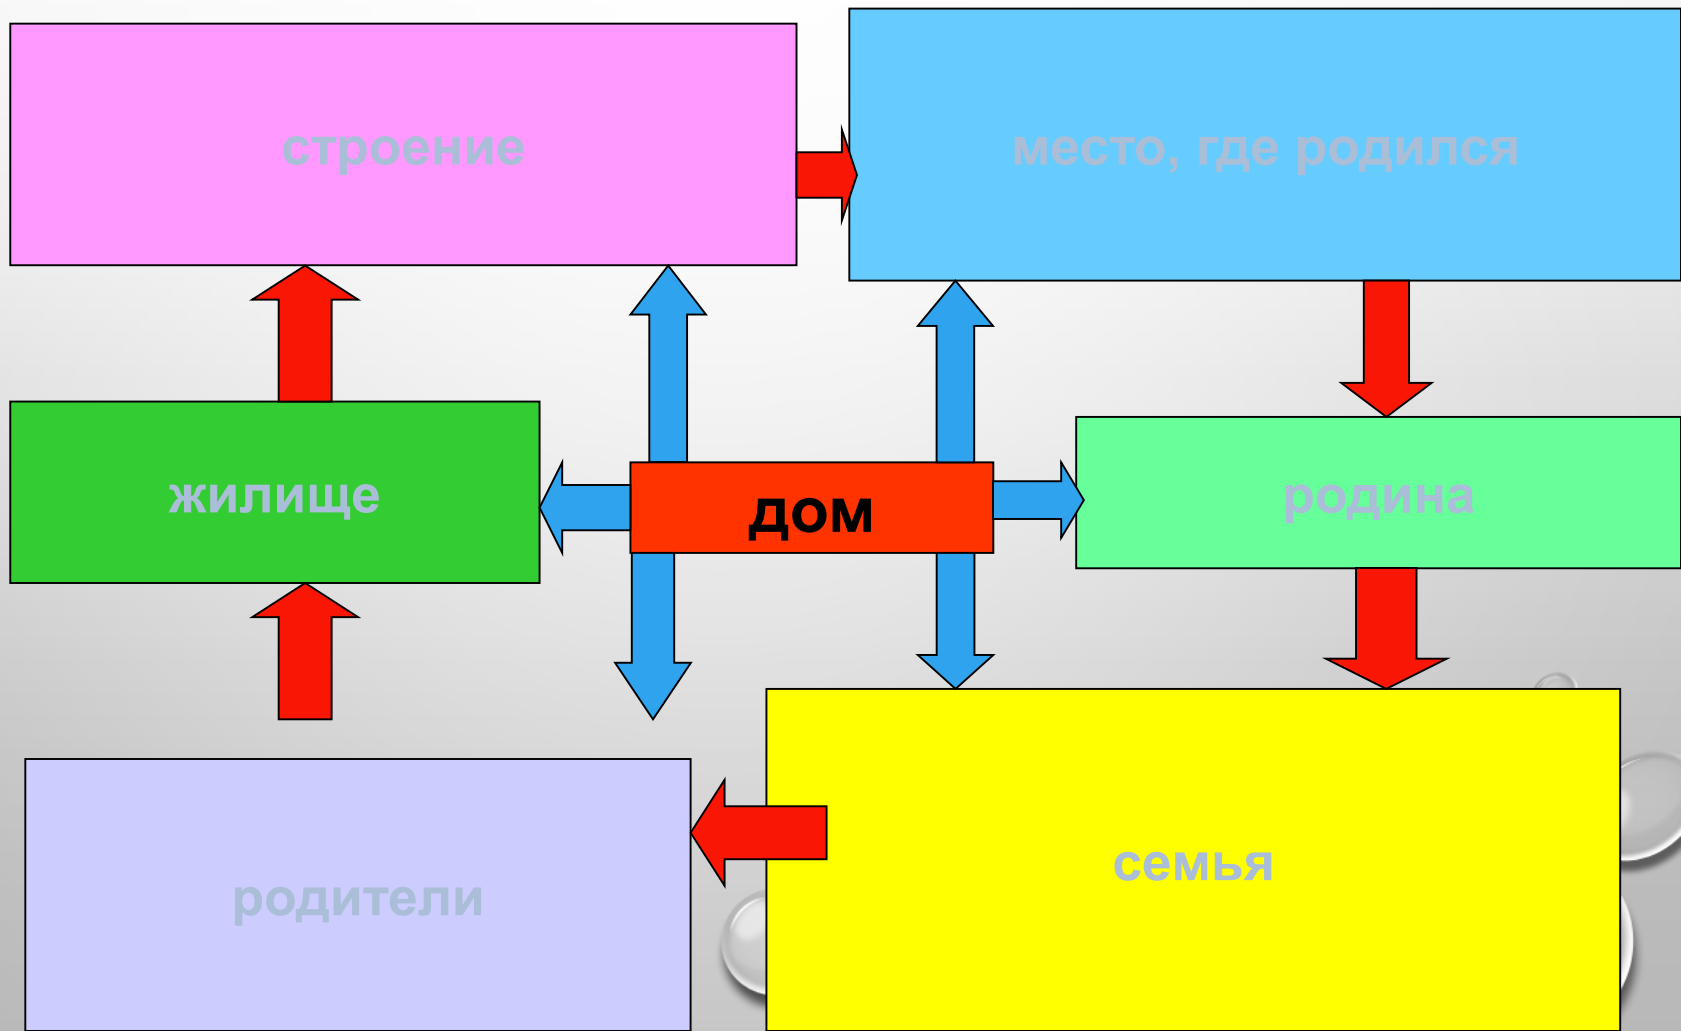 строение
место, где родился
жилище
дом
родина
родители
семья